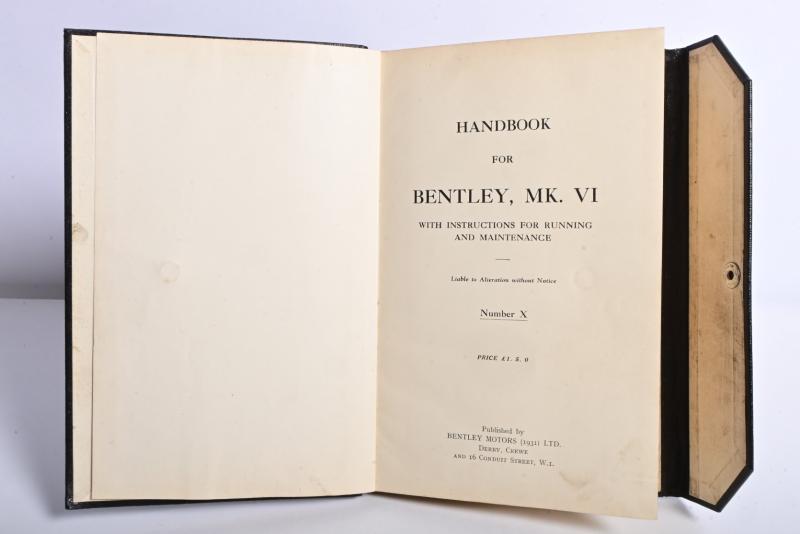 HANDBOOK
FOR
BENTLEY, MK. VI
WITH INSTRUCTIONS FOR RUNNING
AND MAINTENANCE
Liable to Alteration without Notice
Number X
PRICE £1. 5. 0
Published by
BENTLEY MOTORS (1931) LTD.
DERBY, CREWE
AND 16 CONDUIT STREET, W.1.